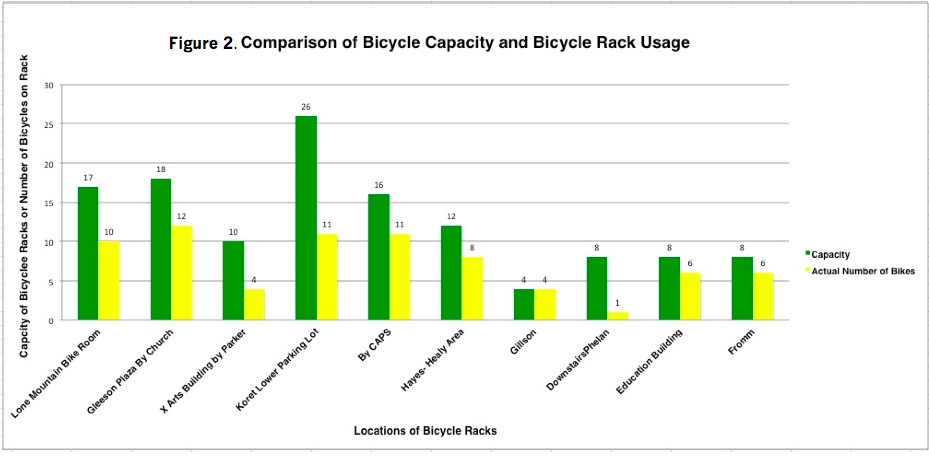 Figure 2. Comparison of Bicycle Capacity and Bicycle Rack Usage
Capcity of Bicyclee Racks or Number of Bicycles on Rack
30
25
20
15
10
5
0
17
10
18
12
10
4
26
11
16
11
12
8
4
4
8
1
8
6
8
6
Lone Mountain Bike Room
Gleeson Plaza By Church
X Arts Building by Parker
Koret Lower Parking Lot
By CAPS
Hayes- Healy Area
Gillson
DownstairsPhelan
Education Building
Fromm
Capacity
Actual Number of Bikes
Locations of Bicycle Racks